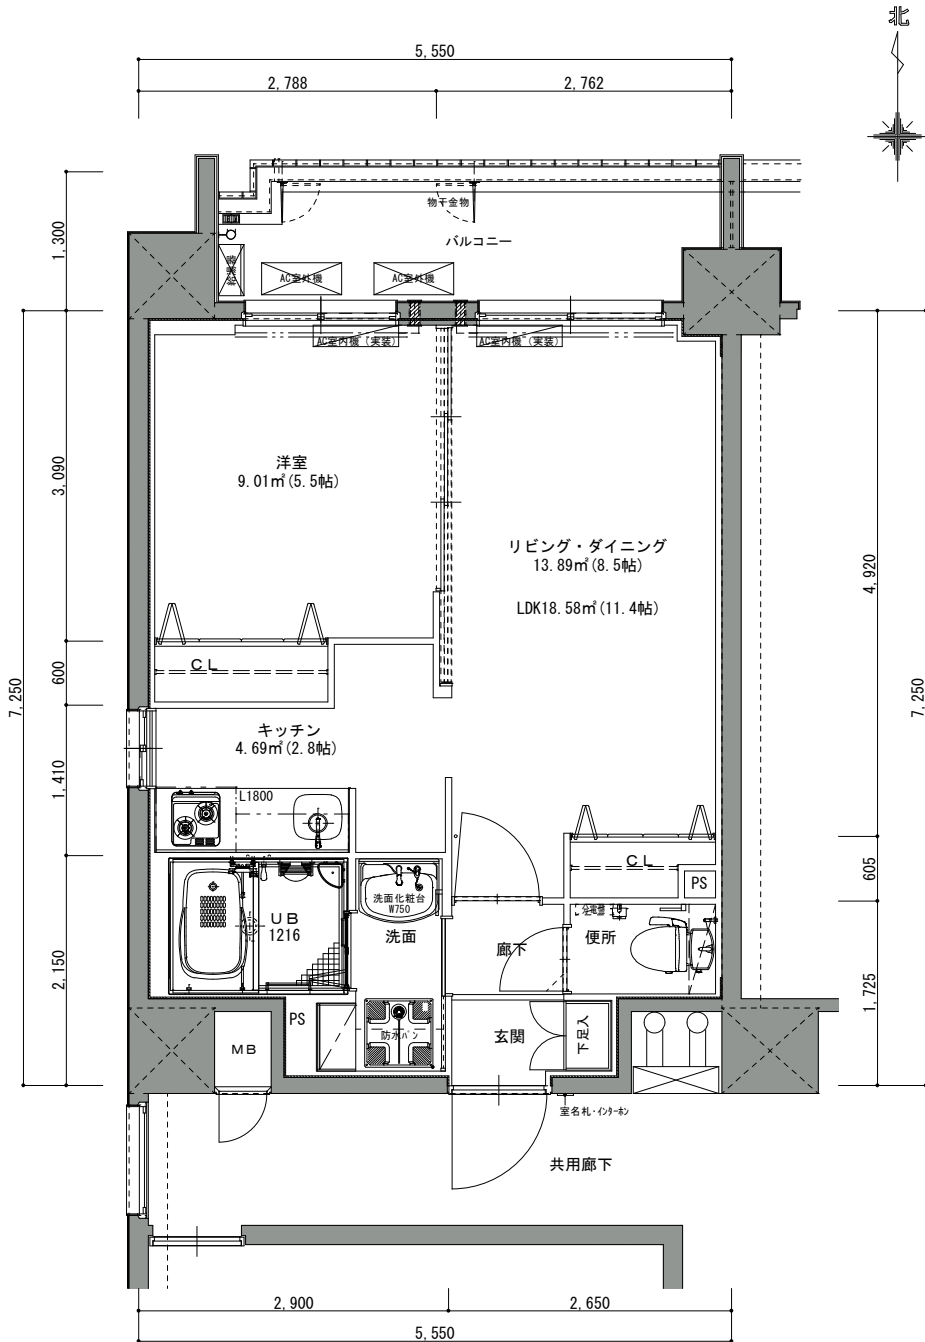 北
5,550
2,788
2,762
1,300
物干金物
バルコニー
給湯器
AC室外機
AC室外機
AC室内機（実装）
AC室内機（実装）
3,090
洋室
9.01㎡(5.5帖)
リビング・ダイニング
13.89㎡(8.5帖)
LDK18.58㎡(11.4帖)
4,920
600
CL
7,250
7,250
キッチン
4.69㎡(2.8帖)
1,410
L1800
CL
605
PS
洗面化粧台
W750
UB
1216
洗面
廊下
分電盤
便所
2,150
1,725
PS
MB
防水パン
玄関
下足入
室名札・インターホン
共用廊下
2,900
2,650
5,550